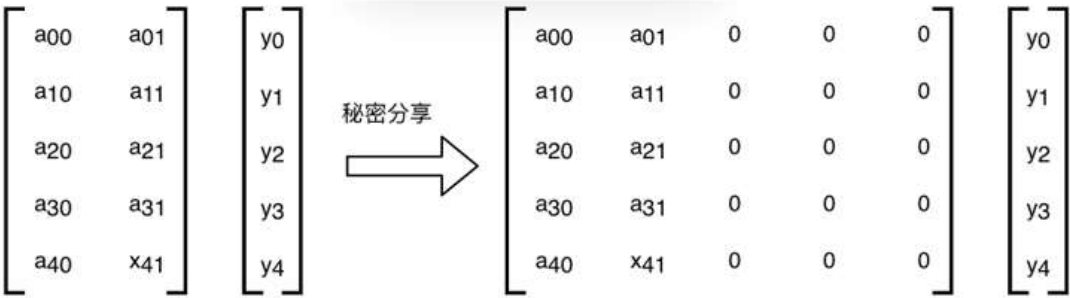 a00 a01 y0 a00 a01 0 0 0 y0
a10 a11 y1 a10 a11 0 0 0 y1
秘密分享
a20 a21 y2 a20 a21 0 0 0 y2
a30 a31 y3 a30 a31 0 0 0 y3
a40 x41 y4 a40 x41 0 0 0 y4